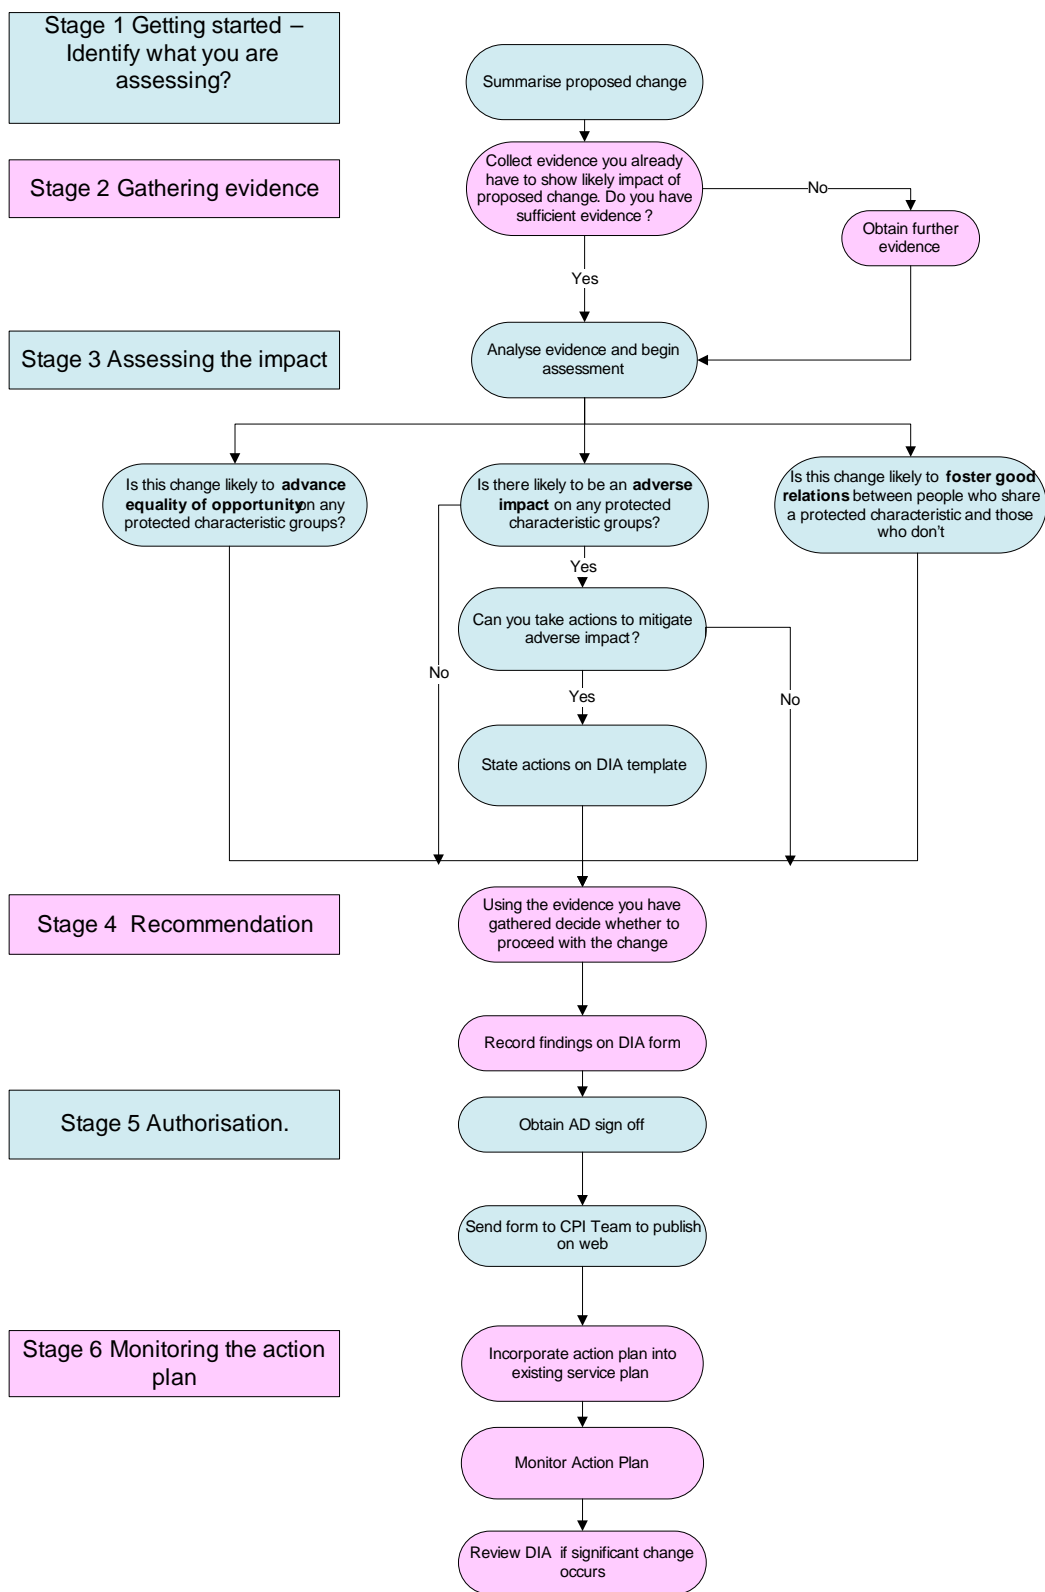 Stage 1 Getting started –
Identify what you are
assessing?
Summarise proposed change
Stage 2 Gathering evidence
Collect evidence you already
have to show likely impact of
proposed change. Do you have
sufficient evidence ?
No
Obtain further
evidence
Yes
Stage 3 Assessing the impact
Analyse evidence and begin
assessment
Is this change likely to advance
equality of opportunity on any
protected characteristic groups?
Is there likely to be an adverse
impact on any protected
characteristic groups?
Is this change likely to foster good
relations between people who share
a protected characteristic and those
who don't
Yes
Can you take actions to mitigate
adverse impact ?
No
Yes
No
State actions on DIA template
Stage 4 Recommendation
Using the evidence you have
gathered decide whether to
proceed with the change
Record findings on DIA form
Stage 5 Authorisation.
Obtain AD sign off
Send form to CPI Team to publish
on web
Stage 6 Monitoring the action
plan
Incorporate action plan into
existing service plan
Monitor Action Plan
Review DIA if significant change
occurs